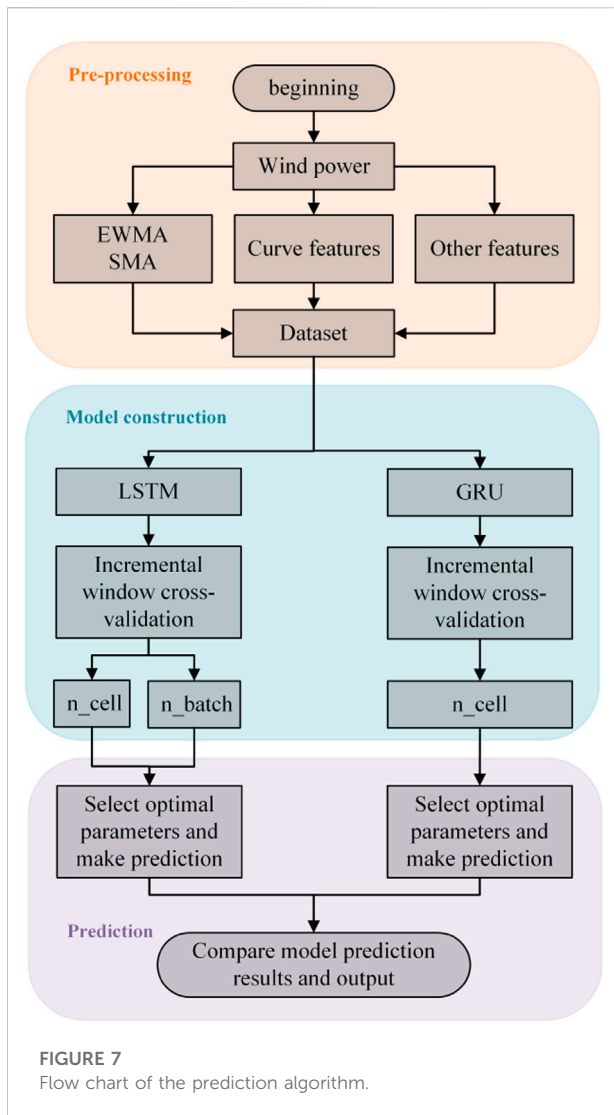 Pre-processing
beginning
Wind power
EWMA
SMA
Curve features
Other features
Dataset
Model construction
LSTM
GRU
Incremental
window cross-
validation
Incremental
window cross-
validation
n_cell
n_batch
n_cell
Select optimal
parameters and
make prediction
Select optimal
parameters and
make prediction
Prediction
Compare model prediction
results and output
FIGURE 7
Flow chart of the prediction algorithm.